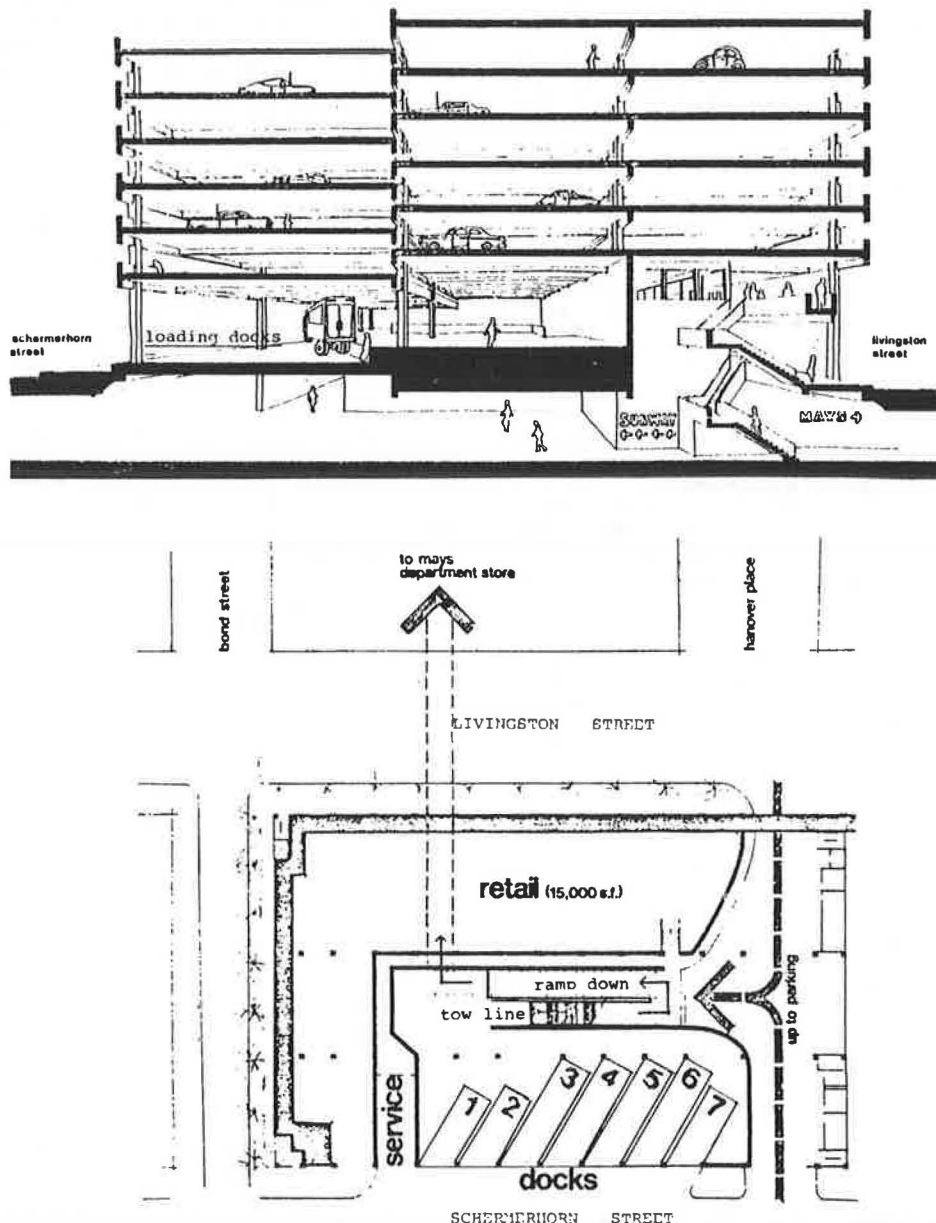 schermerhorn
street
loading docks
livingston
street
SUBWAY
MAYS
to mays
department store
bond street
hanover place
LIVINGSTON STREET
retail (15,000 s.f.)
ramp down
tow line
up to parking
service
1 2 3 4 5 6 7
docks
SCHERMERHORN STREET